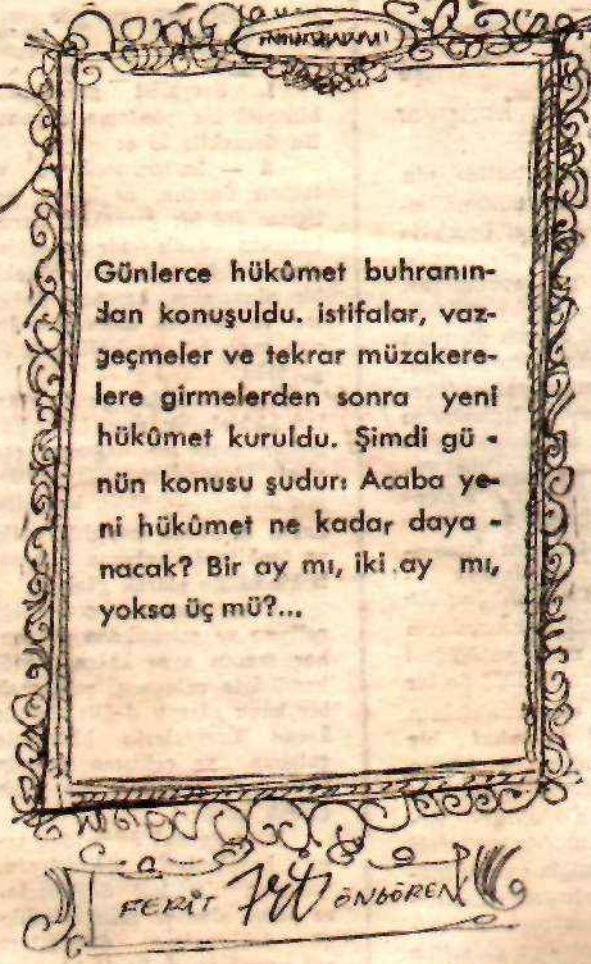 Günlerce hükûmet buhranın-
dan konuşuldu. istifalar, vaz-
geçmeler ve tekrar müzakere-
lere girmelerden sonra yeni
hükûmet kuruldu. Şimdi gü -
nün konusu şudur: Acaba ye-
ni hükûmet ne kadar daya -
nacak? Bir ay mı, iki ay mı,
yoksa üç mü?...
FERİT ÖNGÖREN